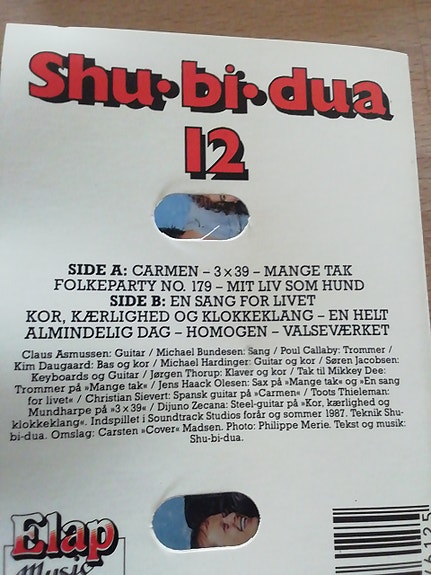 Shu·bi·dua
12
SIDE A: CARMEN – 3 x 39 – MANGE TAK
FOLKEPARTY NO. 179 – MIT LIV SOM HUND
SIDE B: EN SANG FOR LIVET
KOR, KÆRLIGHED OG KLOKKEKLANG – EN HELT
ALMINDELIG DAG – HOMOGEN – VALSEVÆRKET
Claus Asmussen: Guitar / Michael Bundesen: Sang / Poul Callaby: Trommer /
Kim Daugaard: Bas og kor / Michael Hardinger: Guitar og kor / Søren Jacobsen:
Keyboards og Guitar / Jørgen Thorup: Klaver og kor / Tak til Mikkey Dee:
Trommer på »Mange tak« / Jens Haack Olesen: Sax på »Mange tak« og »En sang
for livet« / Christian Sievert: Spansk guitar på »Carmen« / Toots Thieleman:
Mundharpe på »3 x 39« / Dijuno Zecana: Steel-guitar på »Kor, kærlighed og
klokkeklang«. Indspillet i Soundtrack Studios forår og sommer 1987. Teknik Shu-
bi-dua. Omslag: Carsten »Cover« Madsen. Photo: Philippe Merie. Tekst og musik:
Shu-bi-dua.
Elap
Music